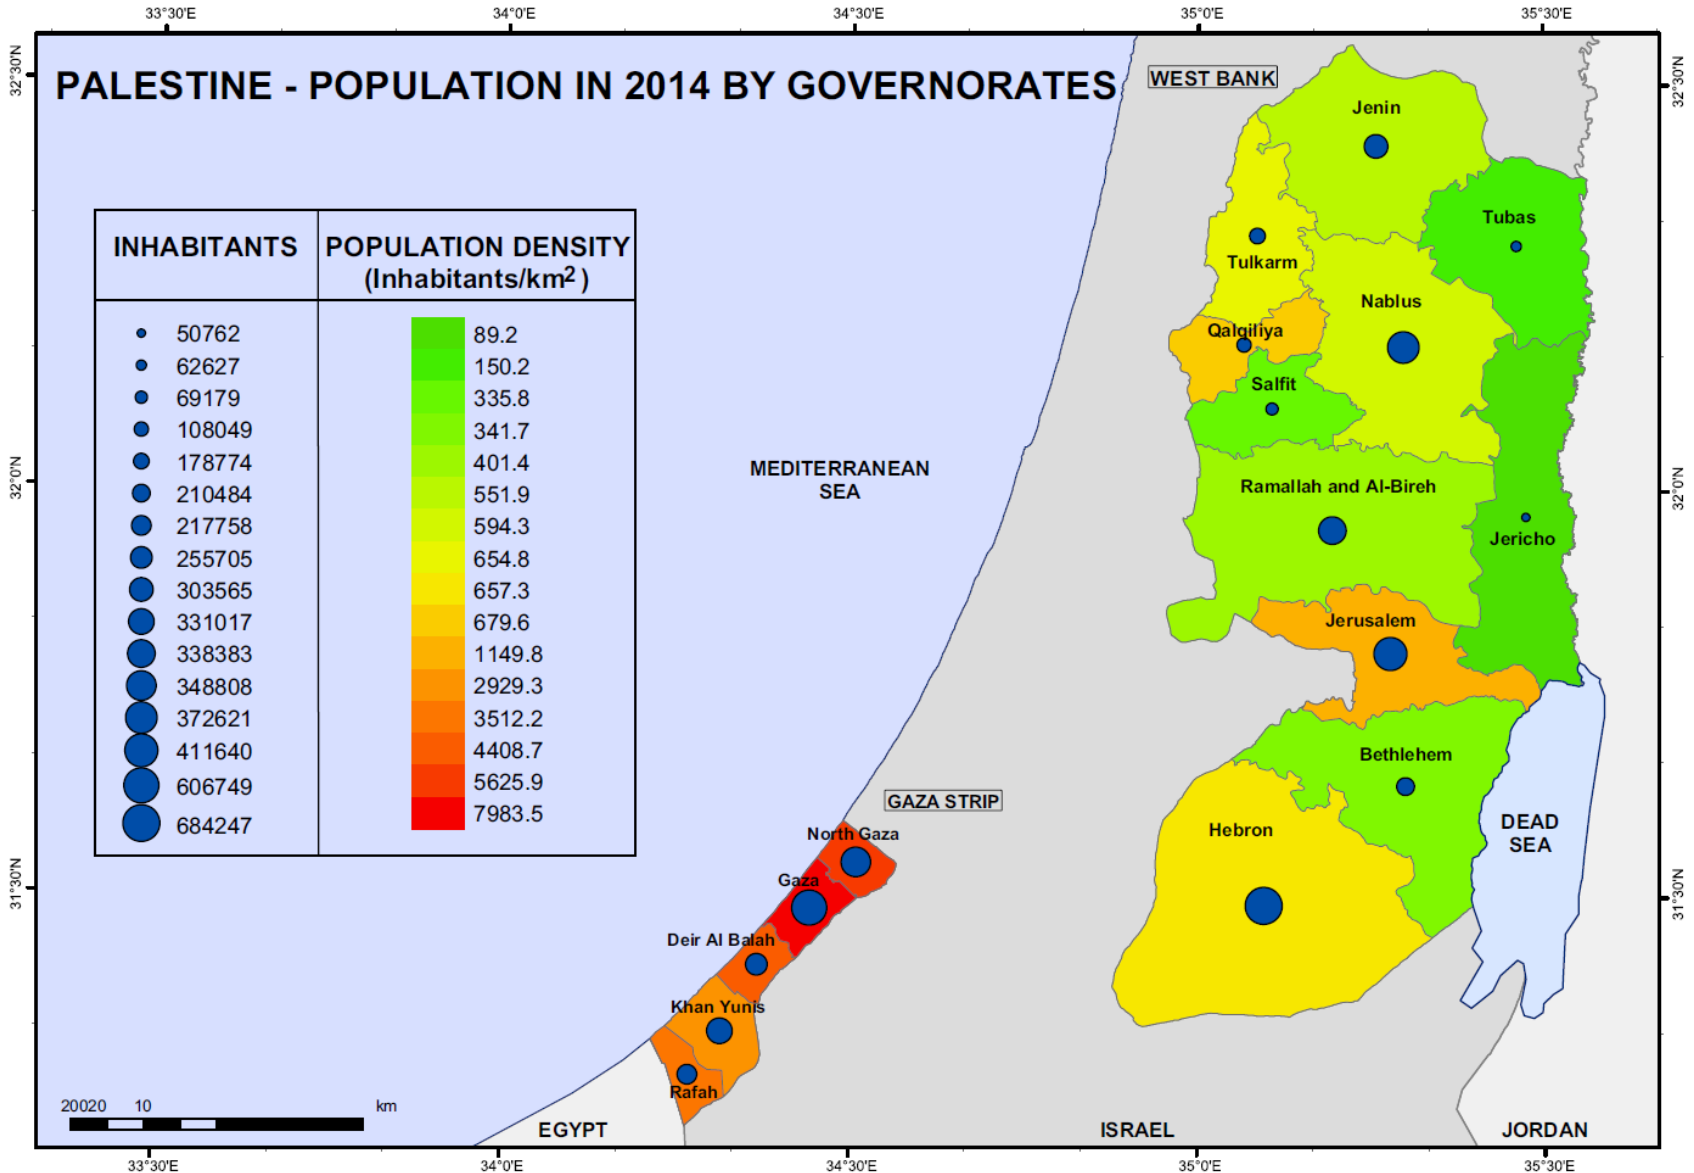 33°30'E 34°0'E 34°30'E 35°0'E 35°30'E
32°30'N
32°30'N
PALESTINE - POPULATION IN 2014 BY GOVERNORATES
WEST BANK
Jenin
Tubas
Tulkarm
Nablus
Qalqiliya
Salfit
INHABITANTS
POPULATION DENSITY
(Inhabitants/km2 )
50762 89.2
62627 150.2
69179 335.8
108049 341.7
178774 401.4
210484 551.9
217758 594.3
255705 654.8
303565 657.3
331017 679.6
338383 1149.8
348808 2929.3
372621 3512.2
411640 4408.7
606749 5625.9
684247 7983.5
MEDITERRANEAN
SEA
32°0'N
32°0'N
Ramallah and Al-Bireh
Jericho
Jerusalem
Bethlehem
Hebron
DEAD
SEA
GAZA STRIP
North Gaza
Gaza
Deir Al Balah
Khan Yunis
Rafah
31°30'N
31°30'N
20020 10 km
EGYPT
ISRAEL
JORDAN
33°30'E 34°0'E 34°30'E 35°0'E 35°30'E